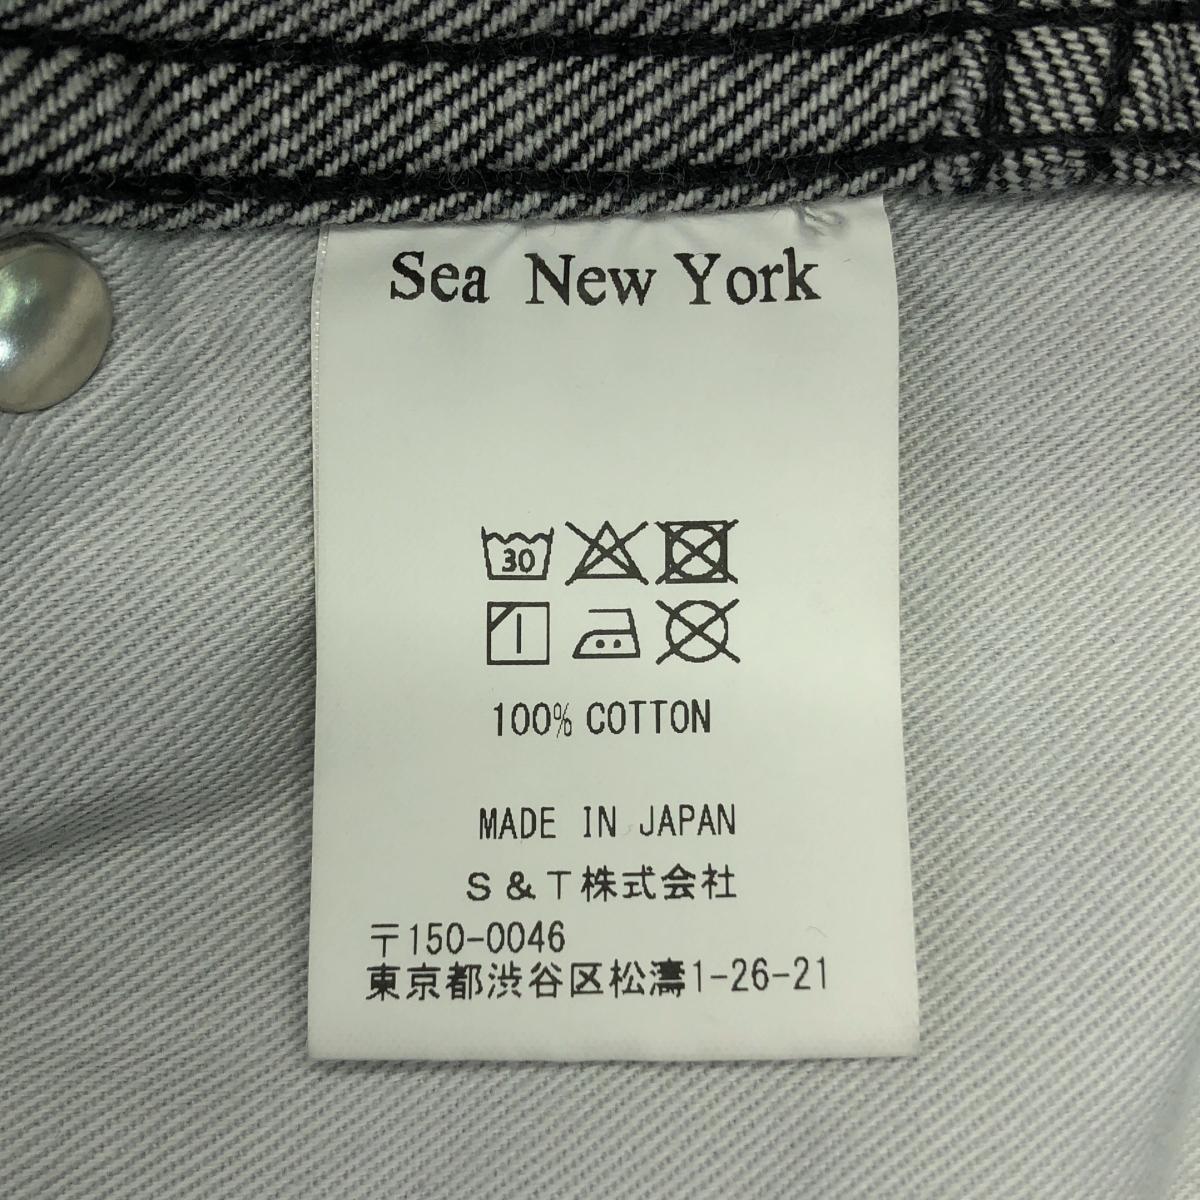 Sea New York
30
100% COTTON
MADE IN JAPAN
S&T株式会社
〒150-0046
東京都渋谷区松濤1-26-21